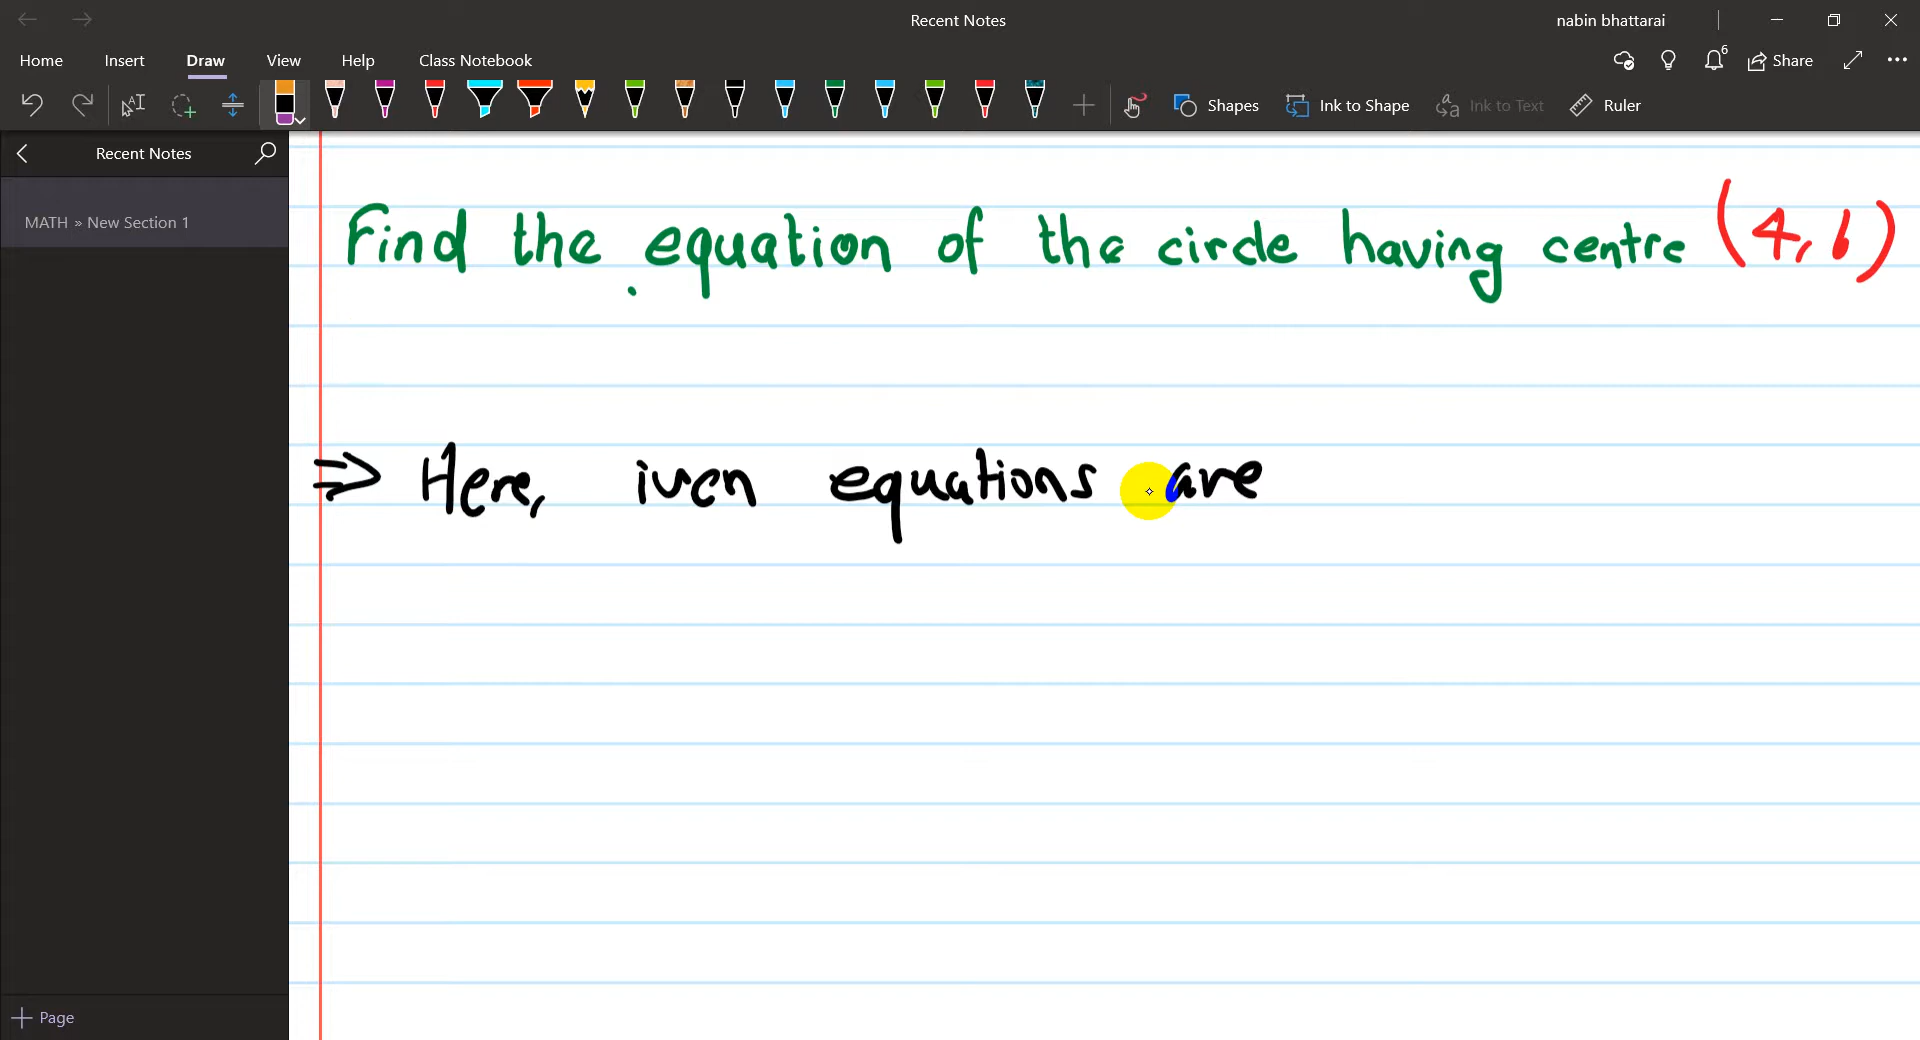 Recent Notes
nabin bhattarai
Home Insert Draw View Help Class Notebook
6
Share
Shapes Ink to Shape Ink to Text Ruler
Recent Notes
MATH » New Section 1
Find the equation of the circle having centre (4, 6)
⇒ Here, iven equations are
+ Page